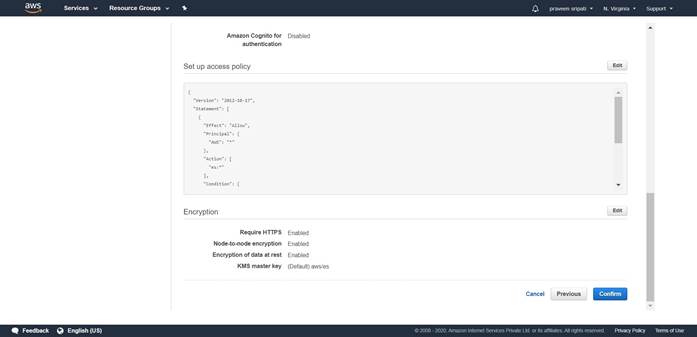 aws Services Resource Groups praveen sripati N. Virginia Support
Amazon Cognito for Disabled
authentication
Set up access policy Edit
{
"Version": "2012-10-17",
"Statement": [
{
"Effect": "Allow",
"Principal": {
"AWS": "*"
},
"Action": [
"es:*"
],
"Condition": {
Encryption Edit
Require HTTPS Enabled
Node-to-node encryption Enabled
Encryption of data at rest Enabled
KMS master key (Default) aws/es
Cancel Previous Confirm
Feedback English (US) © 2008 - 2020, Amazon Internet Services Private Ltd. or its affiliates. All rights reserved. Privacy Policy Terms of Use